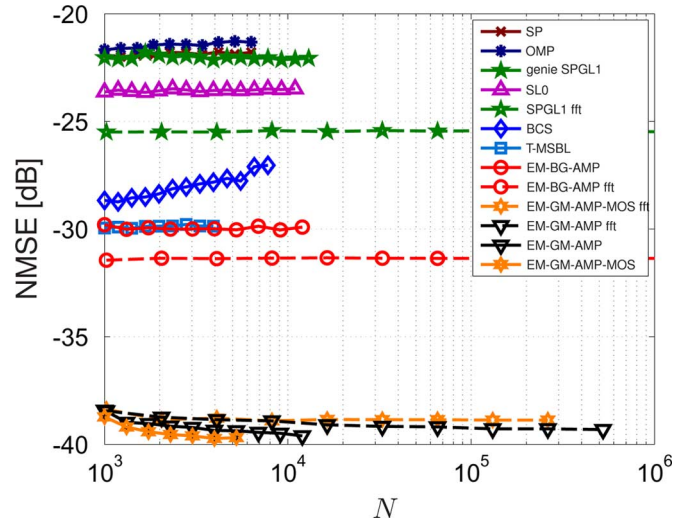 -20
-25
-30
-35
-40
NMSE [dB]
10^3
10^4
10^5
10^6
N
SP
OMP
genie SPGL1
SL0
SPGL1 fft
BCS
T-MSBL
EM-BG-AMP
EM-BG-AMP fft
EM-GM-AMP-MOS fft
EM-GM-AMP fft
EM-GM-AMP
EM-GM-AMP-MOS